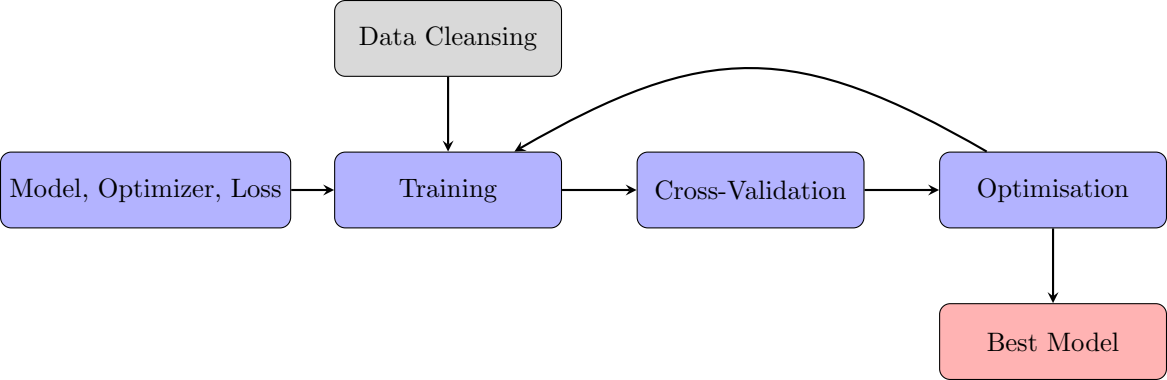 Data Cleansing
Model, Optimizer, Loss
Training
Cross-Validation
Optimisation
Best Model